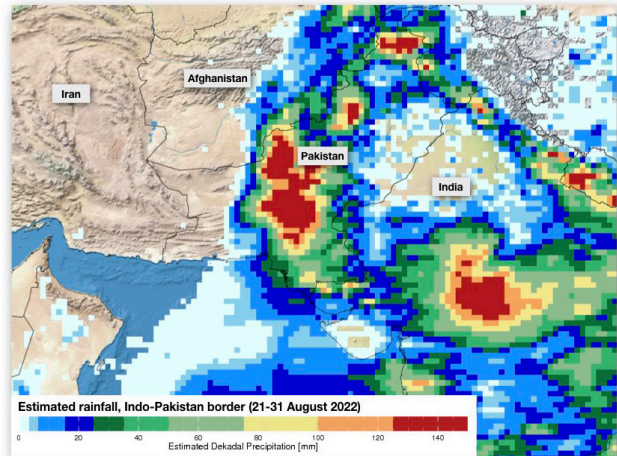 Afghanistan
Iran
Pakistan
India
Estimated rainfall, Indo-Pakistan border (21-31 August 2022)
0 20 40 60 80 100 120 140
Estimated Dekadal Precipitation [mm]